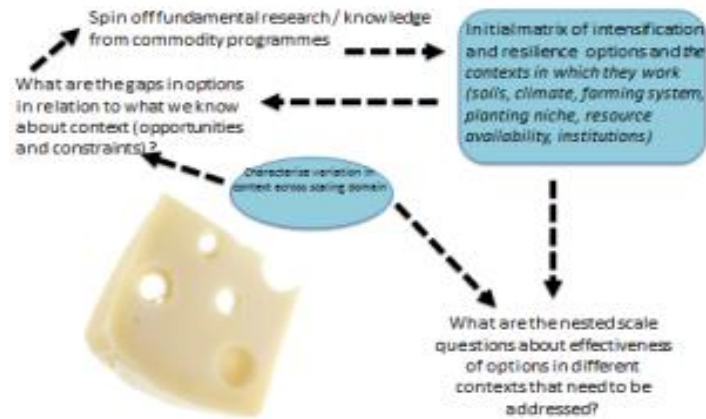 Spin off fundamental research / knowledge
from commodity programmes
Initial matrix of intensification
and resilience options and the
contexts in which they work
(soils, climate, farming system,
planting niche, resource
availability, institutions)
What are the gaps in options
in relation to what we know
about context (opportunities
and constraints) ?
Characterise variation in
context across scaling domain
What are the nested scale
questions about effectiveness
of options in different
contexts that need to be
addressed?